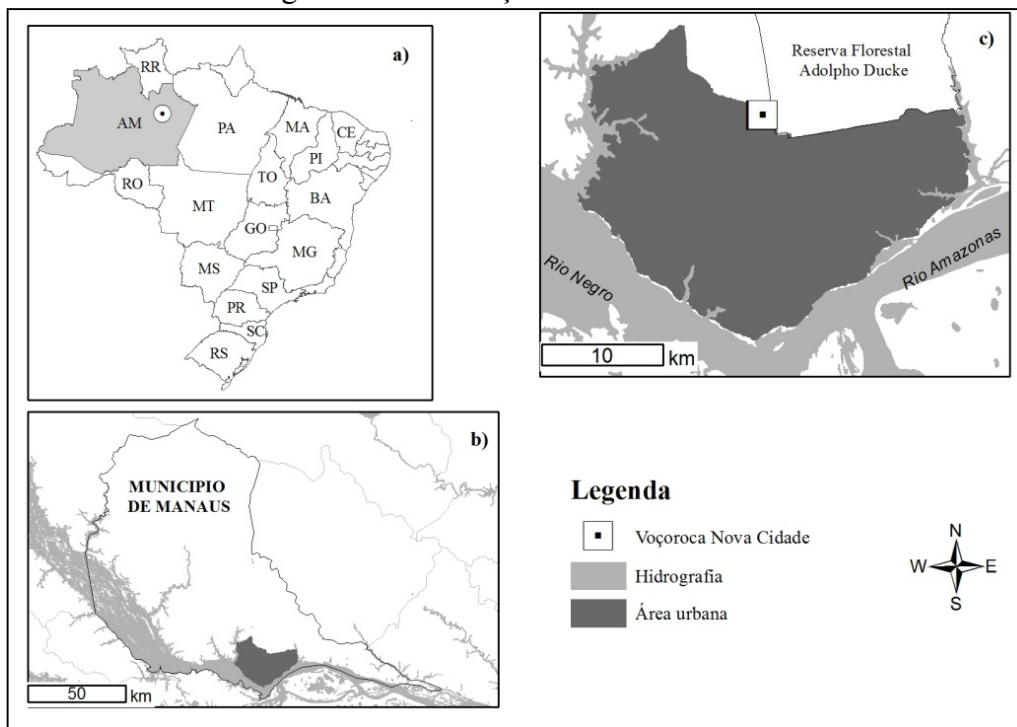 a)
RR
AM
PA
MA
CE
PI
TO
RO
BA
MT
GO
MG
MS
SP
PR
SC
RS
c)
Reserva Florestal
Adolpho Ducke
Rio Negro
Rio Amazonas
10 km
b)
MUNICIPIO
DE MANAUS
50 km
Legenda
Voçoroca Nova Cidade
Hidrografia
Área urbana
N
W E
S